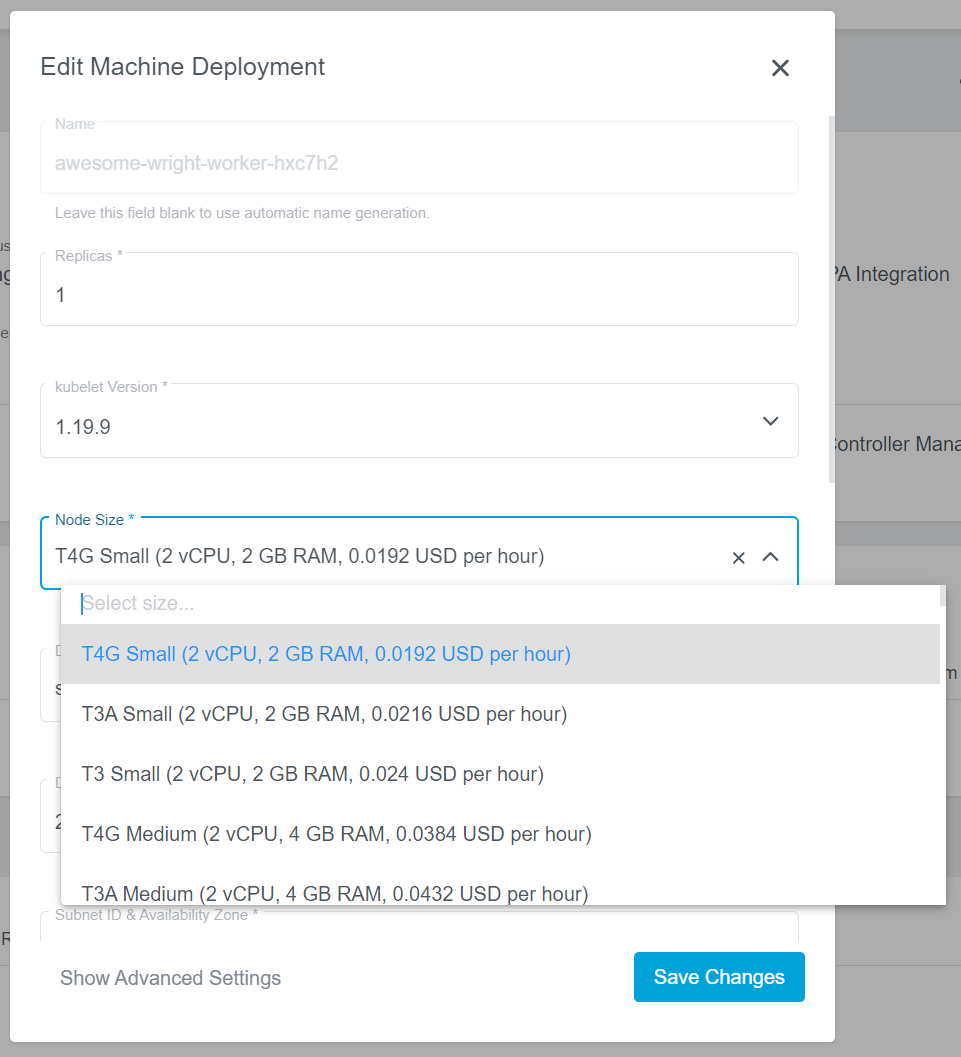 Edit Machine Deployment
Name
awesome-wright-worker-hxc7h2
Leave this field blank to use automatic name generation.
Replicas *
1
PA Integration
kubelet Version *
1.19.9
Controller Mana
Node Size *
T4G Small (2 vCPU, 2 GB RAM, 0.0192 USD per hour)
Select size...
T4G Small (2 vCPU, 2 GB RAM, 0.0192 USD per hour)
T3A Small (2 vCPU, 2 GB RAM, 0.0216 USD per hour)
T3 Small (2 vCPU, 2 GB RAM, 0.024 USD per hour)
T4G Medium (2 vCPU, 4 GB RAM, 0.0384 USD per hour)
T3A Medium (2 vCPU, 4 GB RAM, 0.0432 USD per hour)
Subnet ID & Availability Zone *
Show Advanced Settings
Save Changes